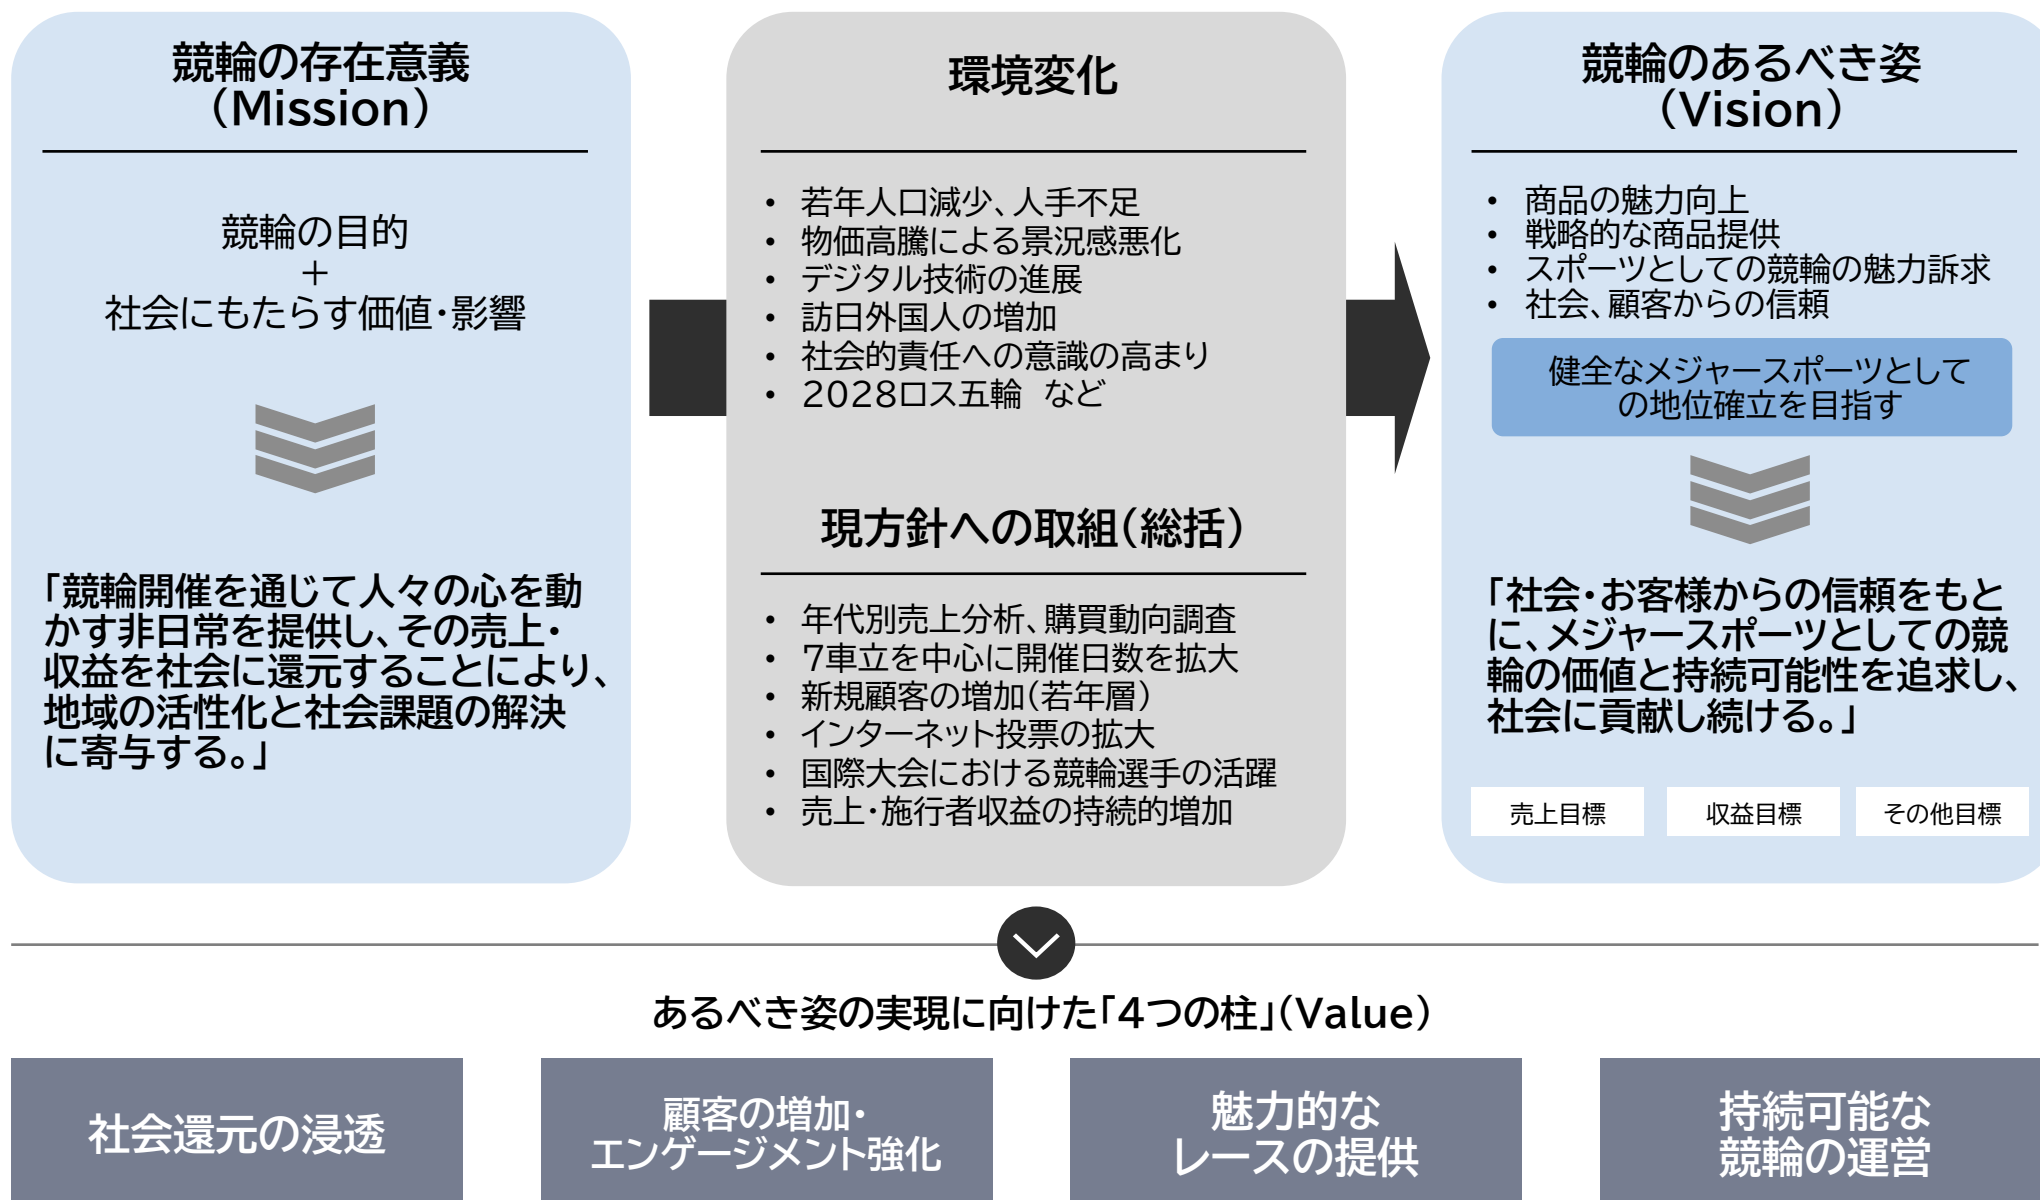 競輪の存在意義
（Mission）
競輪の目的
＋
社会にもたらす価値・影響
「競輪開催を通じて人々の心を動
かす非日常を提供し、その売上・
収益を社会に還元することにより、
地域の活性化と社会課題の解決
に寄与する。」
環境変化
• 若年人口減少、人手不足
• 物価高騰による景況感悪化
• デジタル技術の進展
• 訪日外国人の増加
• 社会的責任への意識の高まり
• 2028ロス五輪　など
現方針への取組（総括）
• 年代別売上分析、購買動向調査
• 7車立を中心に開催日数を拡大
• 新規顧客の増加（若年層）
• インターネット投票の拡大
• 国際大会における競輪選手の活躍
• 売上・施行者収益の持続的増加
競輪のあるべき姿
（Vision）
• 商品の魅力向上
• 戦略的な商品提供
• スポーツとしての競輪の魅力訴求
• 社会、顧客からの信頼
健全なメジャースポーツとして
の地位確立を目指す
「社会・お客様からの信頼をもと
に、メジャースポーツとしての競
輪の価値と持続可能性を追求し、
社会に貢献し続ける。」
売上目標
収益目標
その他目標
あるべき姿の実現に向けた「4つの柱」（Value）
社会還元の浸透
顧客の増加・
エンゲージメント強化
魅力的な
レースの提供
持続可能な
競輪の運営